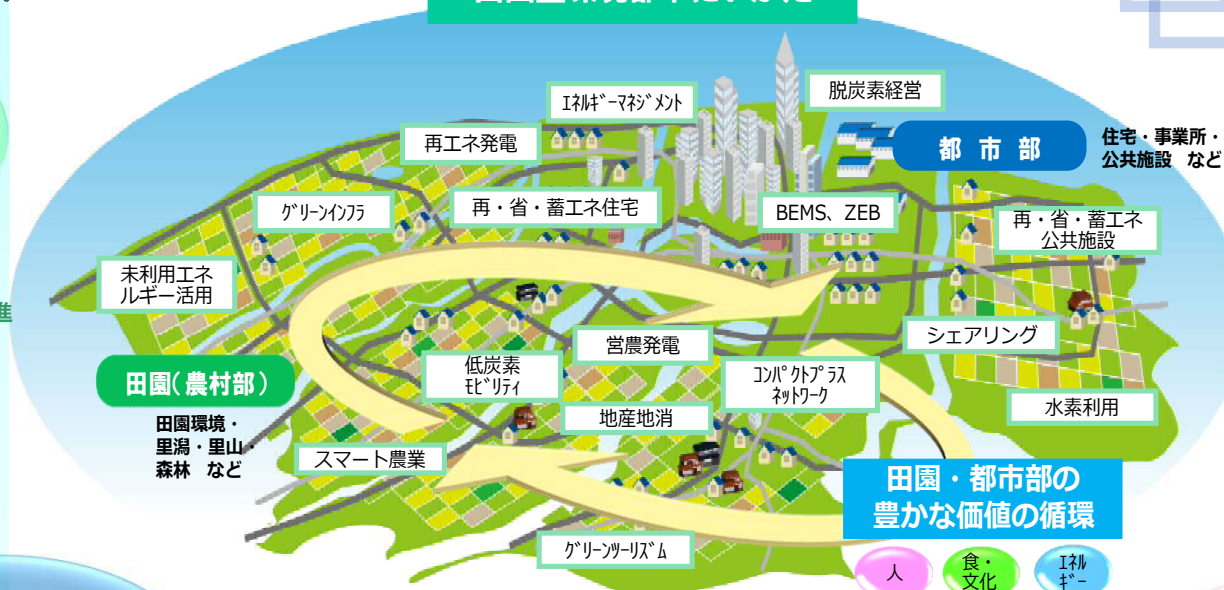 。
エネルギーマネジメント
脱炭素経営
再エネ発電
都市部
住宅・事業所・
公共施設 など
グリーンインフラ
再・省・蓄エネ住宅
BEMS、ZEB
再・省・蓄エネ
公共施設
未利用エネ
ルギー活用
進
営農発電
シェアリング
田園(農村部)
低炭素
モビリティ
コンパクトプラス
ネットワーク
田園環境・
里潟・里山・
森林 など
地産地消
水素利用
スマート農業
田園・都市部の
豊かな価値の循環
グリーンツーリズム
人
食・
文化
エネル
ギー